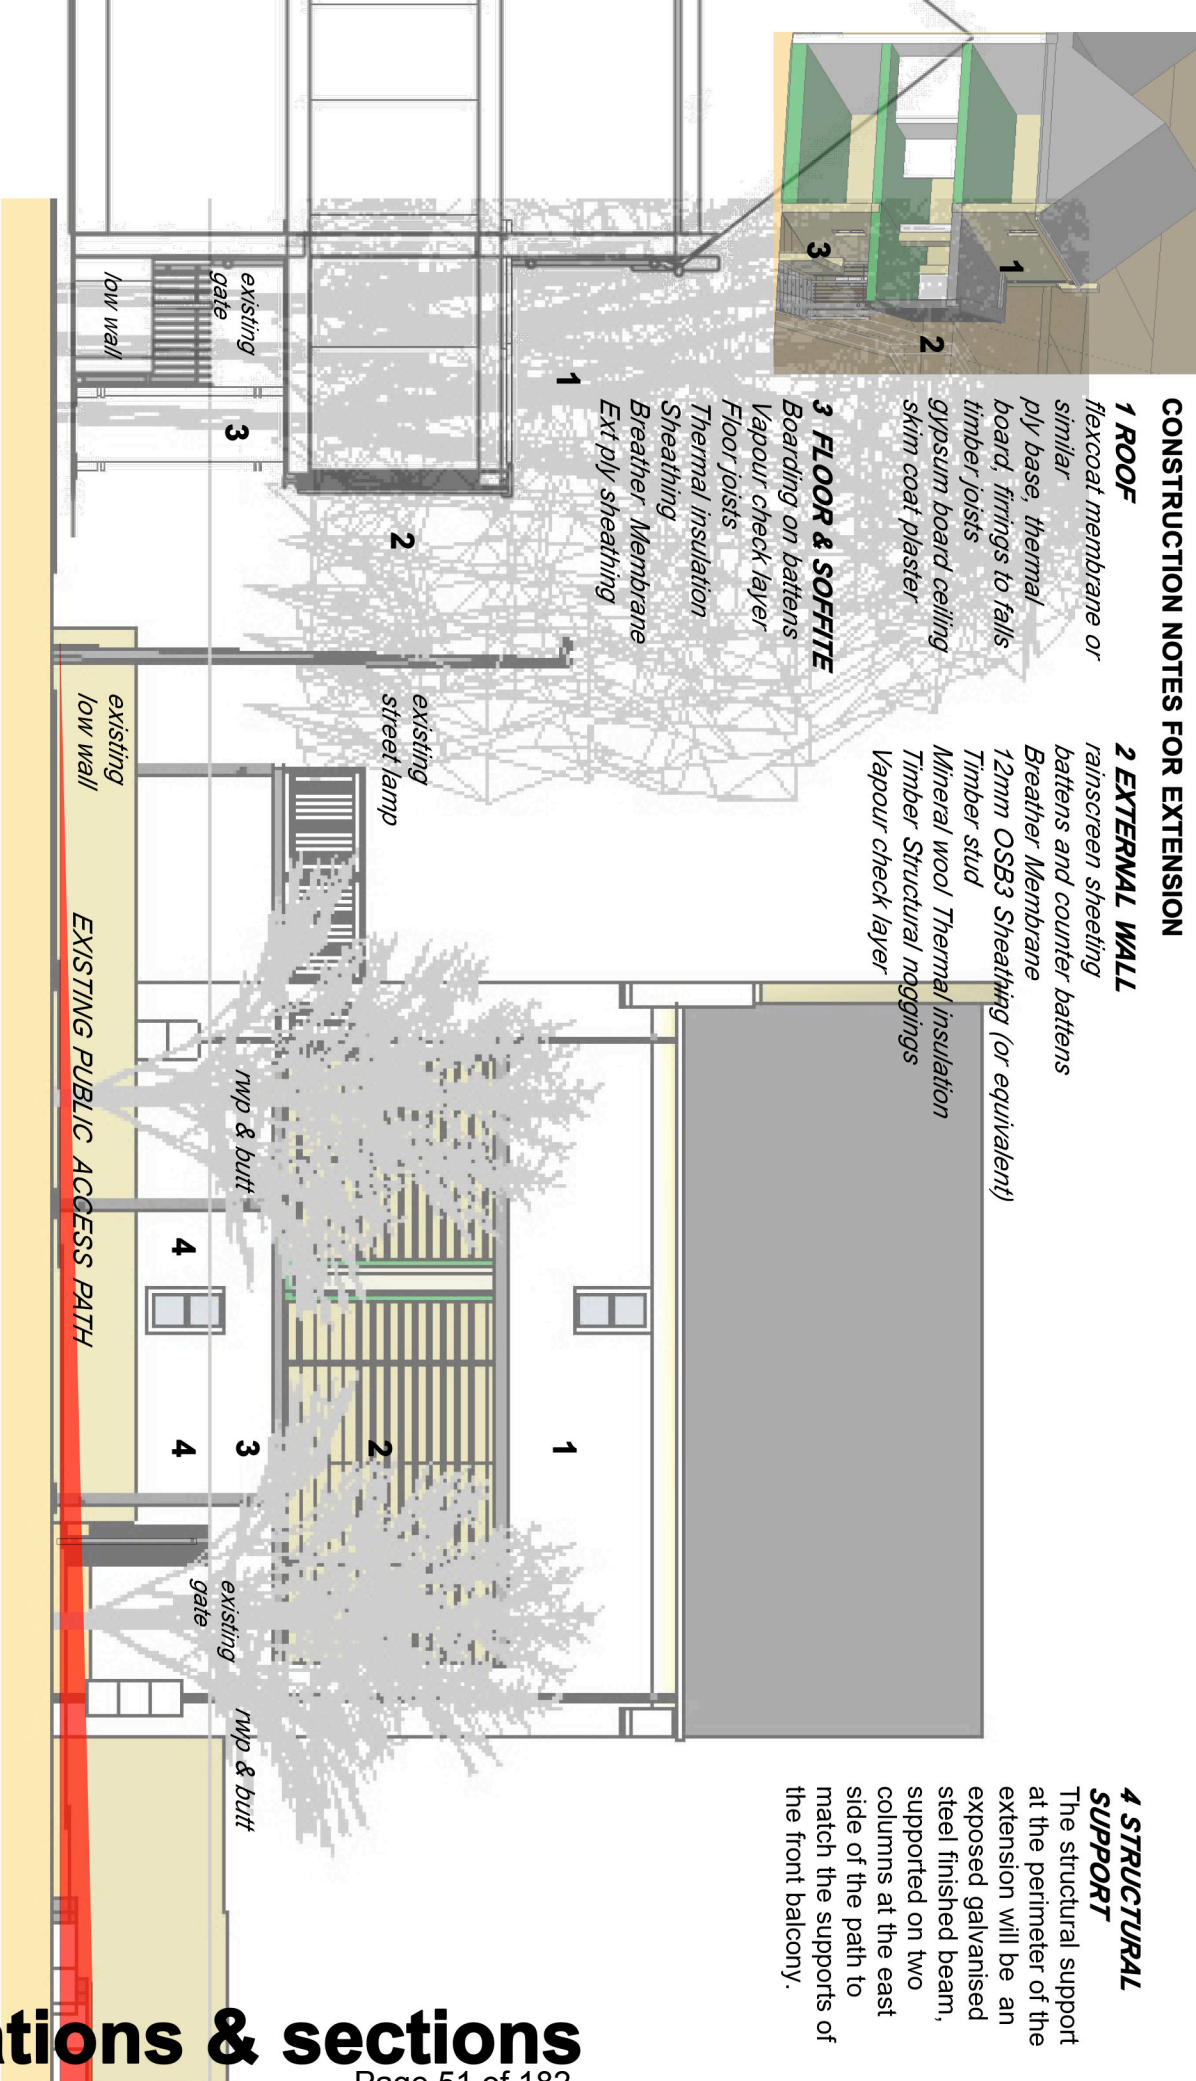 CONSTRUCTION NOTES FOR EXTENSION
1 ROOF
flexcoat membrane or
similar
ply base, thermal
board, firrings to falls
timber joists
gypsum board ceiling
skim coat plaster
2 EXTERNAL WALL
rainscreen sheeting
battens and counter battens
Breather Membrane
12mm OSB3 Sheathing (or equivalent)
Timber stud
Mineral wool Thermal insulation
Timber Structural noggings
Vapour check layer
3 FLOOR & SOFFITE
Boarding on battens
Vapour check layer
Floor joists
Thermal insulation
Sheathing
Breather Membrane
Ext ply sheathing
4 STRUCTURAL
SUPPORT
The structural support
at the perimeter of the
extension will be an
exposed galvanised
steel finished beam,
supported on two
columns at the east
side of the path to
match the supports of
the front balcony.
1
2
3
1
2
3
existing
gate
low wall
existing
street lamp
existing
low wall
EXISTING PUBLIC ACCESS PATH
rwp & butt
4
1
2
3
4
existing
gate
rwp & butt
ations & sections
Page 51 of 182